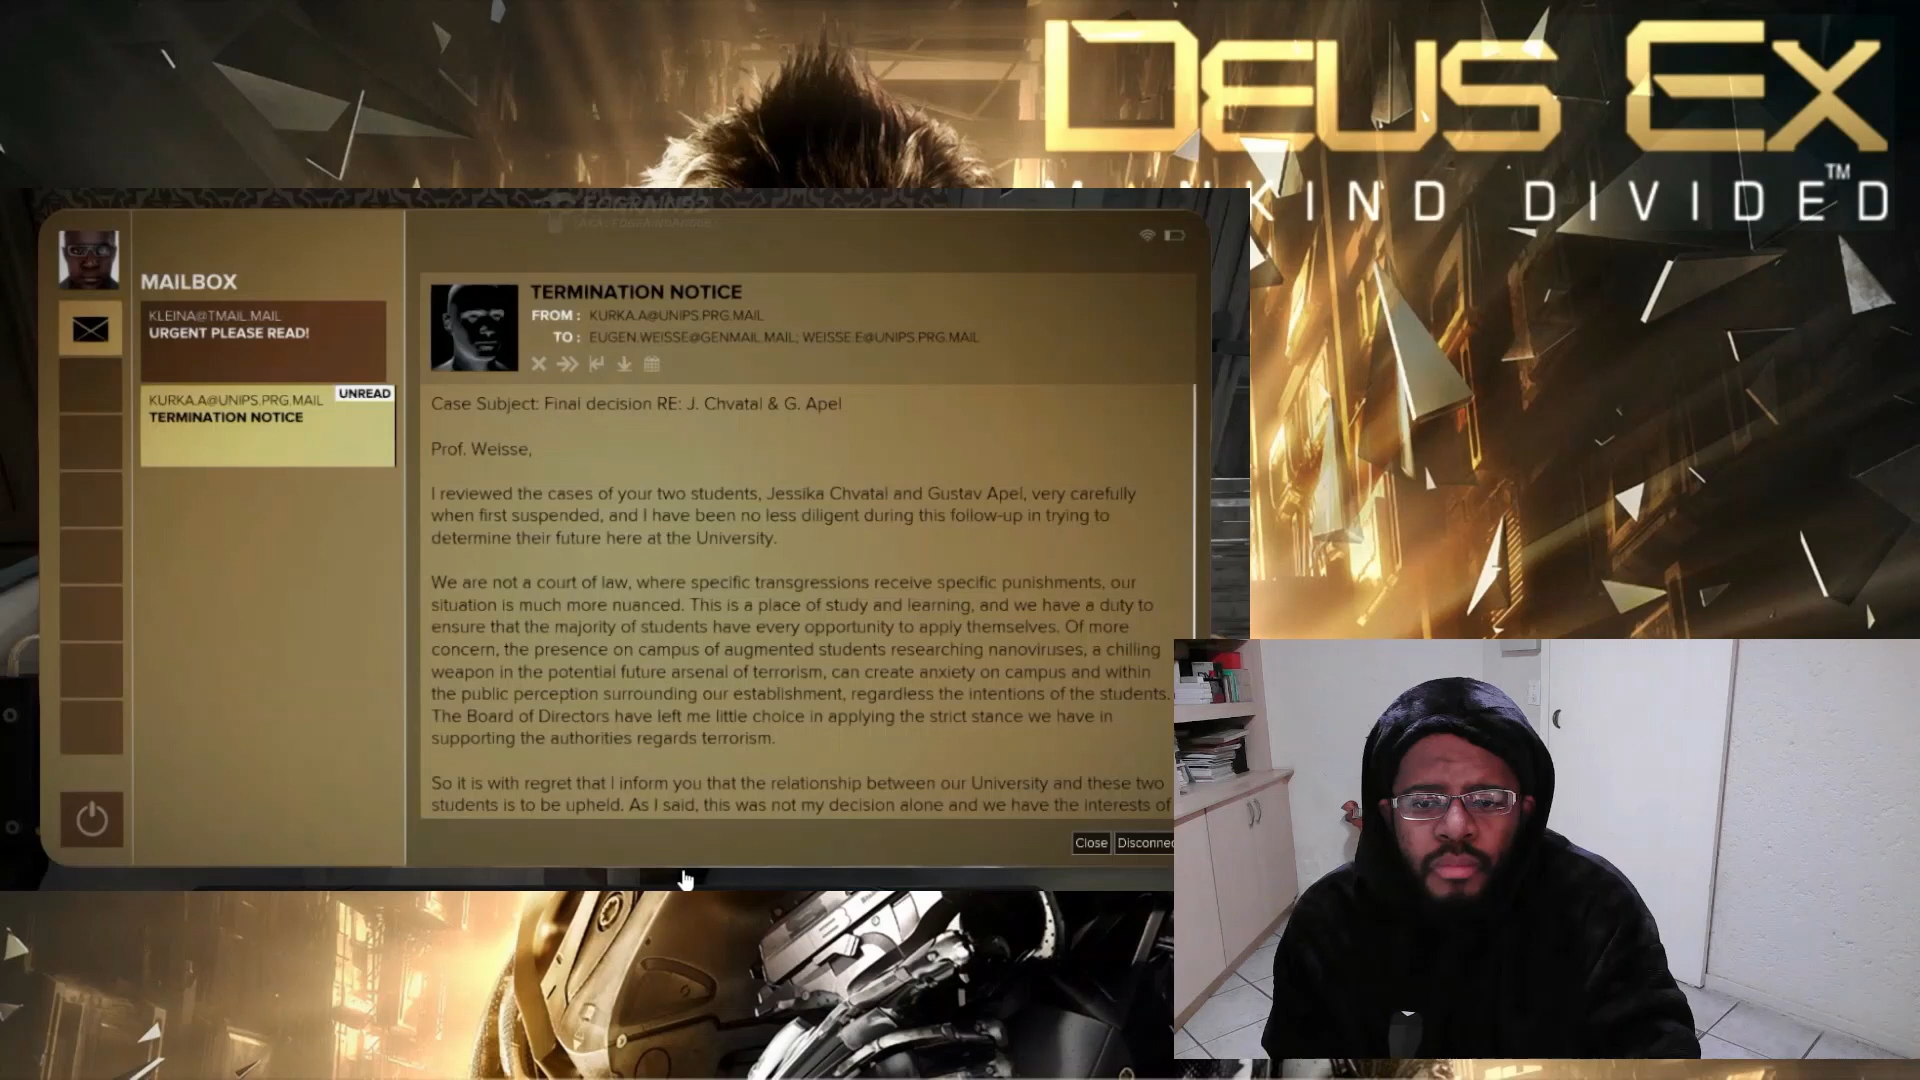 DEUS EX
KIND DIVIDED
TM
MAILBOX
KLEINA@TMAIL.MAIL
URGENT PLEASE READ!
KURKA.A@UNIPS.PRG.MAIL
UNREAD
TERMINATION NOTICE
TERMINATION NOTICE
FROM : KURKA.A@UNIPS.PRG.MAIL
TO : EUGEN.WEISSE@GENMAIL.MAIL; WEISSE.E@UNIPS.PRG.MAIL
Case Subject: Final decision RE: J. Chvatal & G. Apel
Prof. Weisse,
I reviewed the cases of your two students, Jessika Chvatal and Gustav Apel, very carefully
when first suspended, and I have been no less diligent during this follow-up in trying to
determine their future here at the University.
We are not a court of law, where specific transgressions receive specific punishments, our
situation is much more nuanced. This is a place of study and learning, and we have a duty to
ensure that the majority of students have every opportunity to apply themselves. Of more
concern, the presence on campus of augmented students researching nanoviruses, a chilling
weapon in the potential future arsenal of terrorism, can create anxiety on campus and within
the public perception surrounding our establishment, regardless the intentions of the students.
The Board of Directors have left me little choice in applying the strict stance we have in
supporting the authorities regards terrorism.
So it is with regret that I inform you that the relationship between our University and these two
students is to be upheld. As I said, this was not my decision alone and we have the interests of
Close
Disconnec